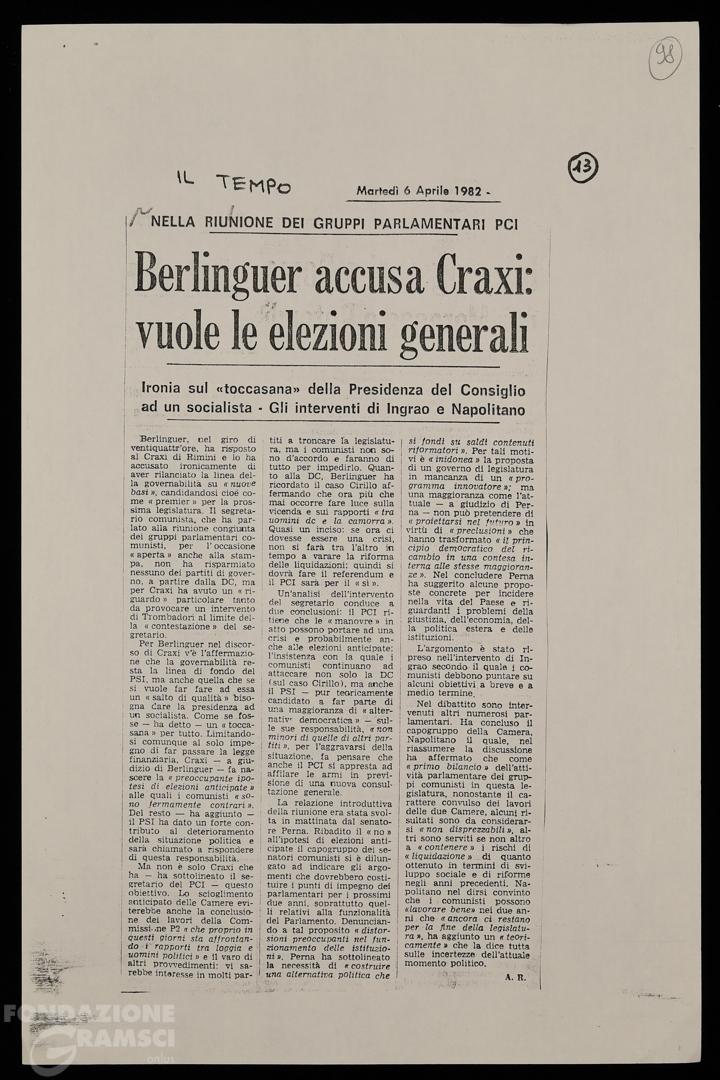 98
13
IL TEMPO
Martedì 6 Aprile 1982 -
NELLA RIUNIONE DEI GRUPPI PARLAMENTARI PCI
Berlinguer accusa Craxi:
vuole le elezioni generali
Ironia sul «toccasana» della Presidenza del Consiglio
ad un socialista - Gli interventi di Ingrao e Napolitano
Berlinguer, nel giro di
ventiquattr'ore, ha risposto
al Craxi di Rimini e lo ha
accusato ironicamente di
aver rilanciato la linea del-
la governabilità su «nuove
basi», candidandosi cioé co-
me «premier» per la pros-
sima legislatura. Il segreta-
rio comunista, che ha par-
lato alla riunione congiunta
dei gruppi parlamentari co-
munisti, per l'occasione
«aperta» anche alla stam-
pa, non ha risparmiato
nessuno dei partiti di gover-
no, a partire dalla DC, ma
per Craxi ha avuto un «ri-
guardo» particolare tanto
da provocare un intervento
di Trombadori al limite del-
la «contestazione» del se-
gretario.
Per Berlinguer nel discor-
so di Craxi v'è l'affermazio-
ne che la governabilità re-
sta la linea di fondo del
PSI, ma anche quella che se
si vuole far fare ad essa
un «salto di qualità» biso-
gna dare la presidenza ad
un socialista. Come se fos-
se — ha detto — un «tocca-
sana» per tutto. Limitando-
si comunque al solo impe-
gno di far passare la legge
finanziaria, Craxi — a giu-
dizio di Berlinguer — fa na-
scere la «preoccupante ipo-
tesi di elezioni anticipate»
alle quali i comunisti «so-
no fermamente contrari».
Del resto — ha aggiunto —
il PSI ha dato un forte con-
tributo al deterioramento
della situazione politica e
sarà chiamato a rispondere
di questa responsabilità.
Ma non è solo Craxi che
ha — ha sottolineato il se-
gretario del PCI — questo
obiettivo. Lo scioglimento
anticipato delle Camere evi-
terebbe anche la conclusio-
ne dei lavori della Com-
missione P2 «che proprio in
questi giorni sta affrontan-
do i rapporti tra loggia e
uomini politici» e il varo di
altri provvedimenti: vi sa-
rebbe interesse in molti par-
titi a troncare la legislatu-
ra, ma i comunisti non so-
no d'accordo e faranno di
tutto per impedirlo. Quan-
to alla DC, Berlinguer ha
ricordato il caso Cirillo af-
fermando che ora più che
mai occorre fare luce sulla
vicenda e sui rapporti «tra
uomini dc e la camorra».
Quasi un inciso: se ora ci
dovesse essere una crisi,
non si farà tra l'altro in
tempo a varare la riforma
delle liquidazioni; quindi si
dovrà fare il referendum e
il PCI sarà per il «sì».
Un'analisi dell'intervento
del segretario conduce a
due conclusioni: il PCI ri-
tiene che le «manovre» in
atto possono portare ad una
crisi e probabilmente an-
che alle elezioni anticipate:
l'insistenza con la quale i
comunisti continuano ad
attaccare non solo la DC
(sul caso Cirillo), ma anche
il PSI — pur teoricamente
candidato a far parte di
una maggioranza di «alter-
nativ democratica» — sul-
le sue responsabilità, «non
minori di quelle di altri par-
titi», per l'aggravarsi della
situazione, fa pensare che
anche il PCI si appresta ad
affilare le armi in previ-
sione di una nuova consul-
tazione generale.
La relazione introduttiva
della riunione era stata svol-
ta in mattinata dal senato-
re Perna. Ribadito il «no»
all'ipotesi di elezioni anti-
cipate il capogruppo dei se-
natori comunisti si è dilun-
gato ad indicare gli argo-
menti che dovrebbero costi-
tuire i punti di impegno dei
parlamentari per i prossimi
due anni, soprattutto quel-
li relativi alla funzionalità
del Parlamento. Denuncian-
do a tal proposito «distor-
sioni preoccupanti nel fun-
zionamento delle istituzio-
ni», Perna ha sottolineato
la necessità di «costruire
una alternativa politica che
si fondi su saldi contenuti
riformatori». Per tali moti-
vi è «inidonea» la proposta
di un governo di legislatura
in mancanza di un «pro-
gramma innovatore»; ma
una maggioranza come l'at-
tuale — a giudizio di Per-
na — non può pretendere di
«proiettarsi nel futuro» in
virtù di «preclusioni» che
hanno trasformato «il prin-
cipio democratico del ri-
cambio in una contesa in-
terna alle stesse maggioran-
ze». Nel concludere Perna
ha suggerito alcune propo-
ste concrete per incidere
nella vita del Paese e ri-
guardanti i problemi della
giustizia, dell'economia, del-
la politica estera e delle
istituzioni.
L'argomento è stato ri-
preso nell'intervento di In-
grao secondo il quale i co-
munisti debbono puntare su
alcuni obiettivi a breve e a
medio termine.
Nel dibattito sono inter-
venuti altri numerosi par-
lamentari. Ha concluso il
capogruppo della Camera,
Napolitano il quale, nel
riassumere la discussione
ha affermato che come
«primo bilancio» dell'atti-
vità parlamentare dei grup-
pi comunisti in questa le-
gislatura, nonostante il ca-
rattere convulso dei lavori
delle due Camere, alcuni ri-
sultati sono da considerar-
si «non disprezzabili», al-
tri sono serviti se non altro
a «contenere» i rischi di
«liquidazione» di quanto
ottenuto in termini di svi-
luppo sociale e di riforme
negli anni precedenti. Na-
politano nel dirsi convinto
che i comunisti possono
«lavorare bene» nei due an-
ni che «ancora ci restano
per la fine della legislatu-
ra», ha aggiunto un «teori-
camente» che la dice tutta
sulle incertezze dell'attuale
momento politico.
A. R.
FONDAZIONE
GRAMSCI
onlus